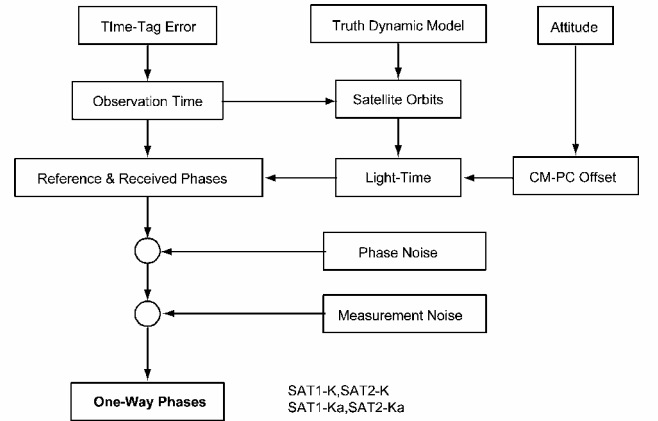 TIme-Tag Error
Truth Dynamic Model
Attitude
Observation Time
Satellite Orbits
Reference & Received Phases
Light-Time
CM-PC Offset
Phase Noise
Measurement Noise
One-Way Phases
SAT1-K,SAT2-K
SAT1-Ka,SAT2-Ka